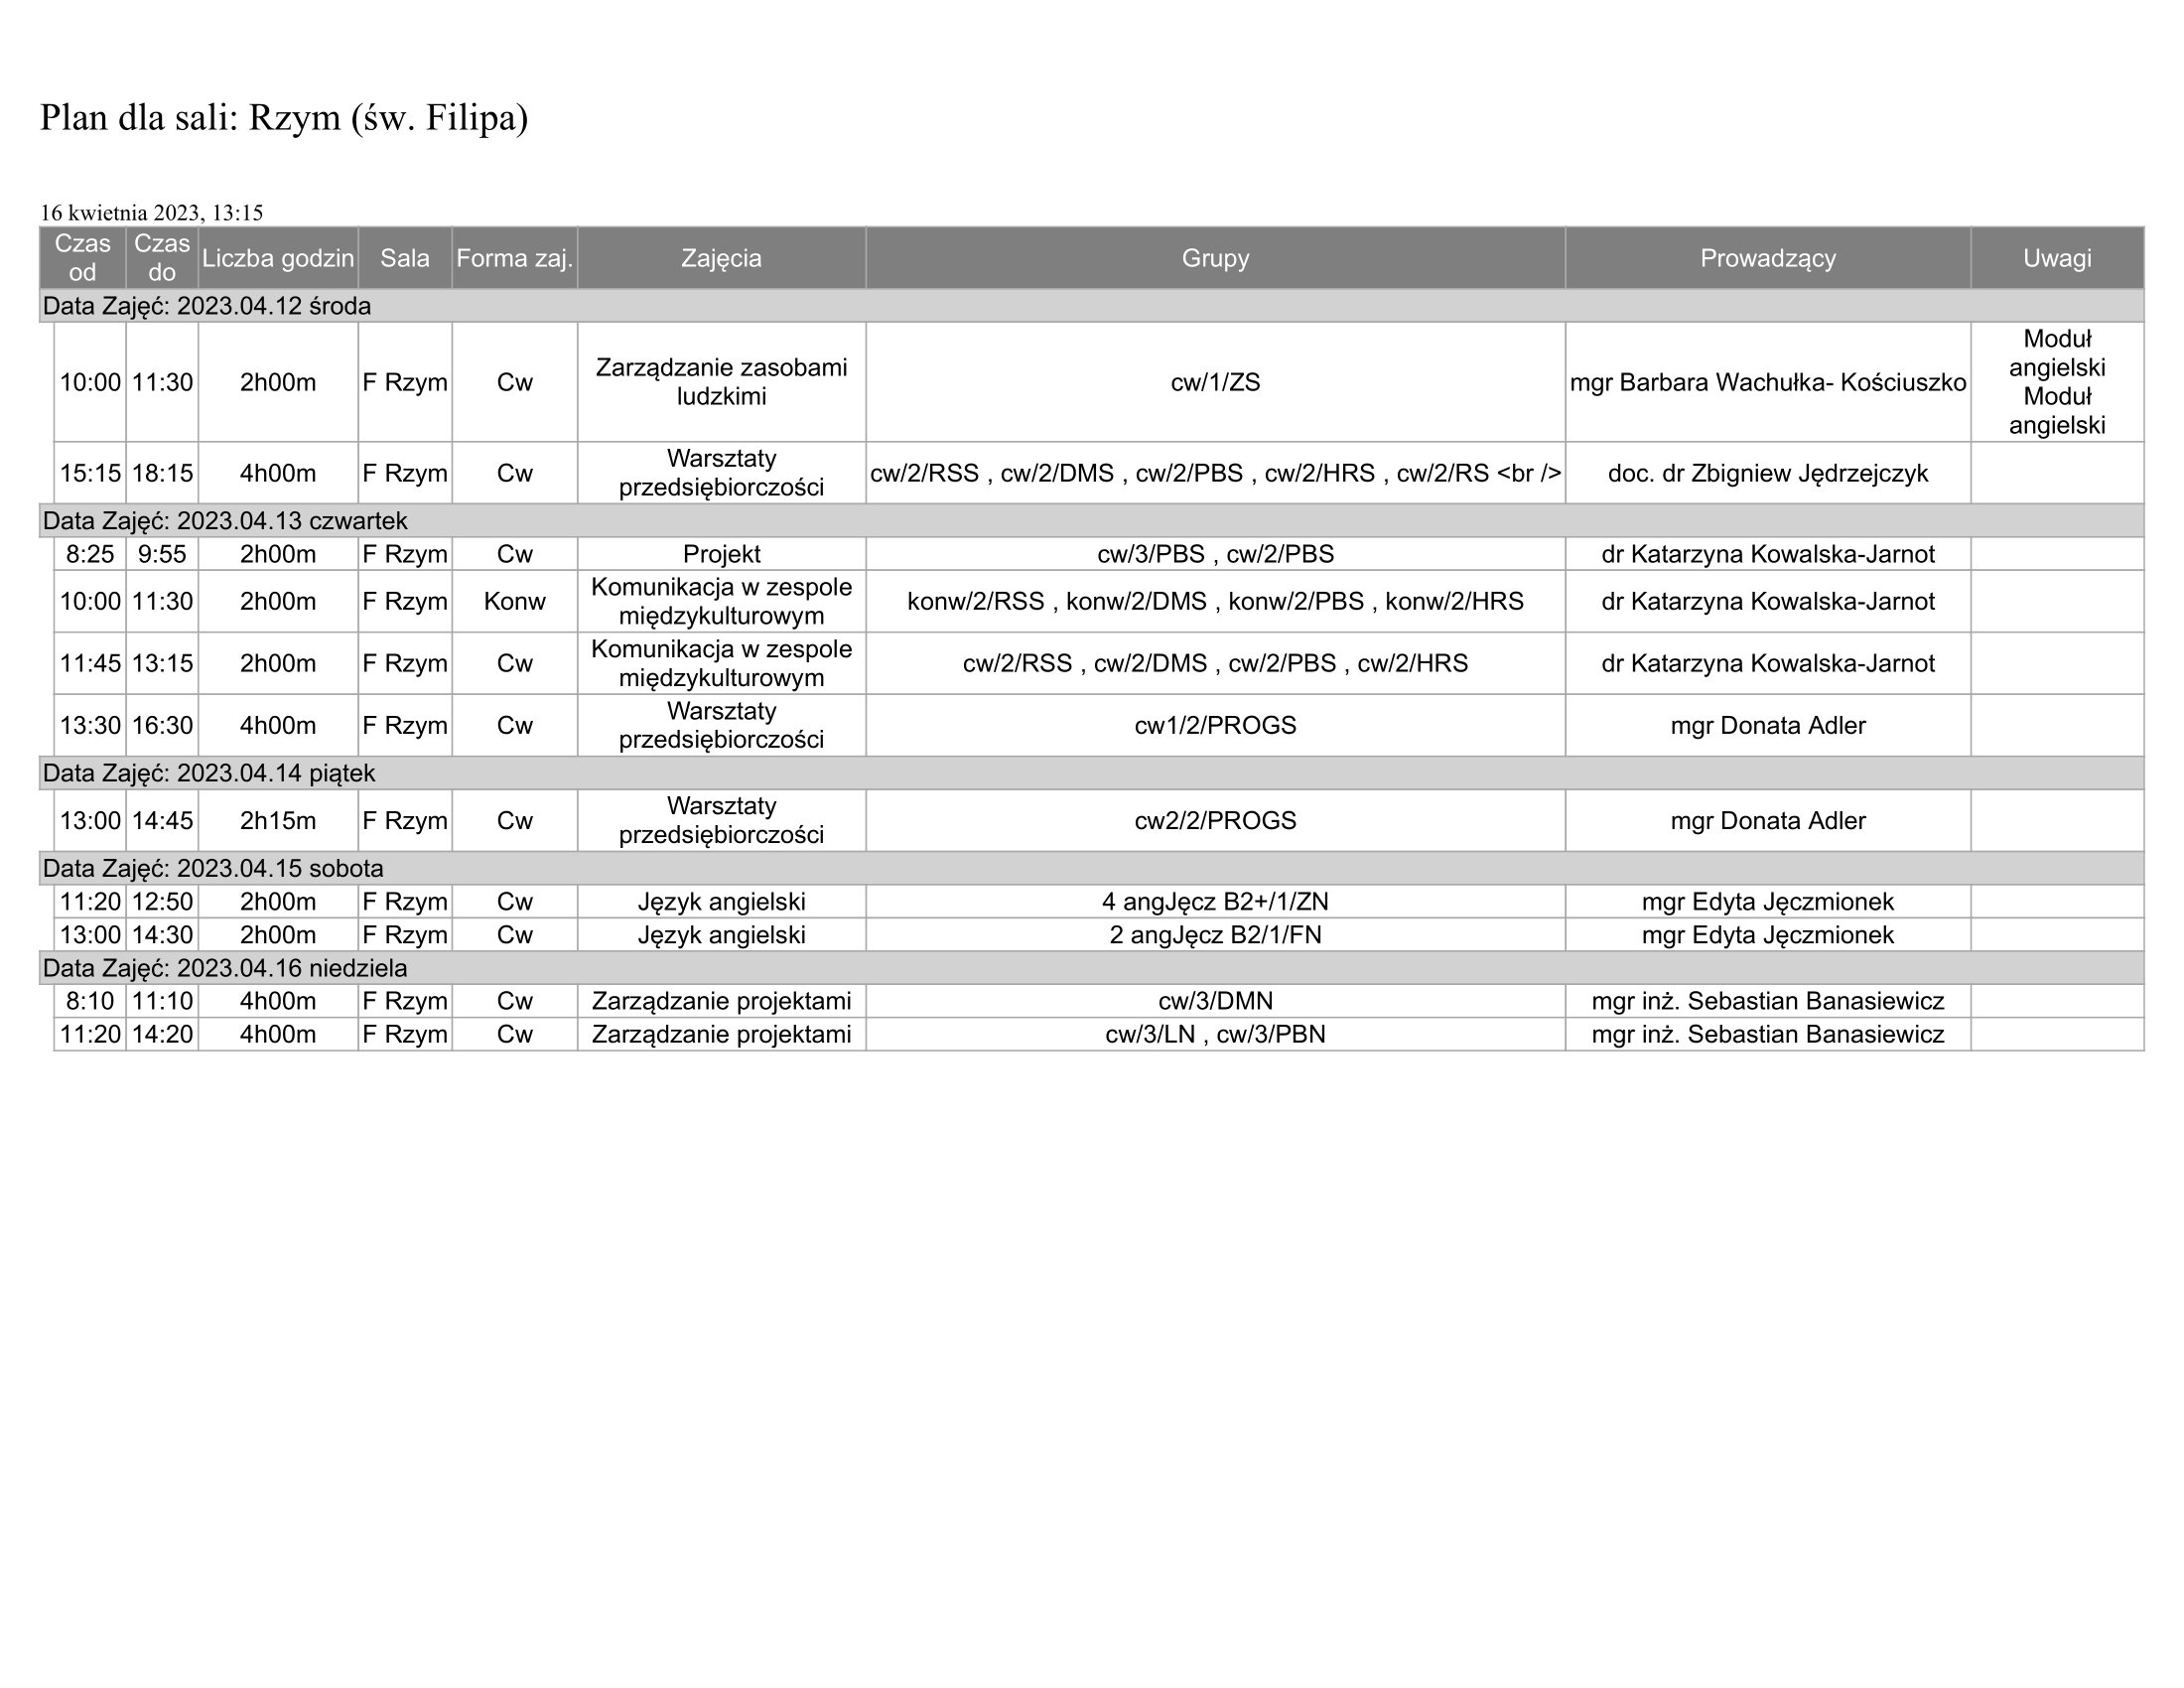 Plan dla sali: Rzym (św. Filipa)
16 kwietnia 2023, 13:15
Czas od Czas do Liczba godzin Sala Forma zaj. Zajęcia Grupy Prowadzący Uwagi
Data Zajęć: 2023.04.12 środa
10:00 11:30 2h00m F Rzym Cw Zarządzanie zasobami ludzkimi cw/1/ZS mgr Barbara Wachułka- Kościuszko Moduł angielski Moduł angielski
15:15 18:15 4h00m F Rzym Cw Warsztaty przedsiębiorczości cw/2/RSS , cw/2/DMS , cw/2/PBS , cw/2/HRS , cw/2/RS <br /> doc. dr Zbigniew Jędrzejczyk
Data Zajęć: 2023.04.13 czwartek
8:25 9:55 2h00m F Rzym Cw Projekt cw/3/PBS , cw/2/PBS dr Katarzyna Kowalska-Jarnot
10:00 11:30 2h00m F Rzym Konw Komunikacja w zespole międzykulturowym konw/2/RSS , konw/2/DMS , konw/2/PBS , konw/2/HRS dr Katarzyna Kowalska-Jarnot
11:45 13:15 2h00m F Rzym Cw Komunikacja w zespole międzykulturowym cw/2/RSS , cw/2/DMS , cw/2/PBS , cw/2/HRS dr Katarzyna Kowalska-Jarnot
13:30 16:30 4h00m F Rzym Cw Warsztaty przedsiębiorczości cw1/2/PROGS mgr Donata Adler
Data Zajęć: 2023.04.14 piątek
13:00 14:45 2h15m F Rzym Cw Warsztaty przedsiębiorczości cw2/2/PROGS mgr Donata Adler
Data Zajęć: 2023.04.15 sobota
11:20 12:50 2h00m F Rzym Cw Język angielski 4 angJęcz B2+/1/ZN mgr Edyta Jęczmionek
13:00 14:30 2h00m F Rzym Cw Język angielski 2 angJęcz B2/1/FN mgr Edyta Jęczmionek
Data Zajęć: 2023.04.16 niedziela
8:10 11:10 4h00m F Rzym Cw Zarządzanie projektami cw/3/DMN mgr inż. Sebastian Banasiewicz
11:20 14:20 4h00m F Rzym Cw Zarządzanie projektami cw/3/LN , cw/3/PBN mgr inż. Sebastian Banasiewicz